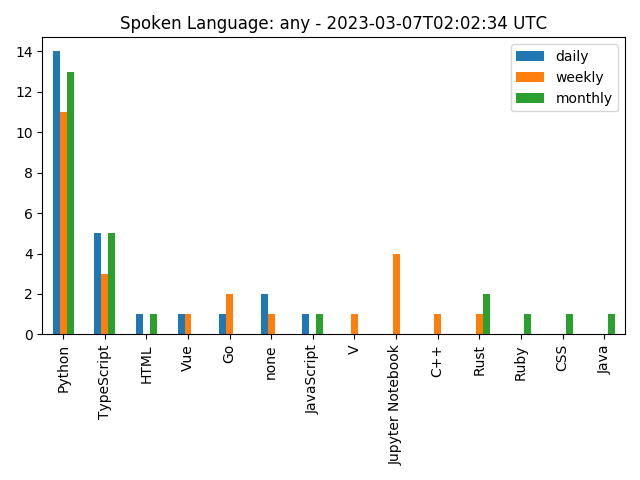 Spoken Language: any - 2023-03-07T02:02:34 UTC
daily
weekly
monthly
14
12
10
8
6
4
2
0
Python
TypeScript
HTML
Vue
Go
none
JavaScript
V
Jupyter Notebook
C++
Rust
Ruby
CSS
Java